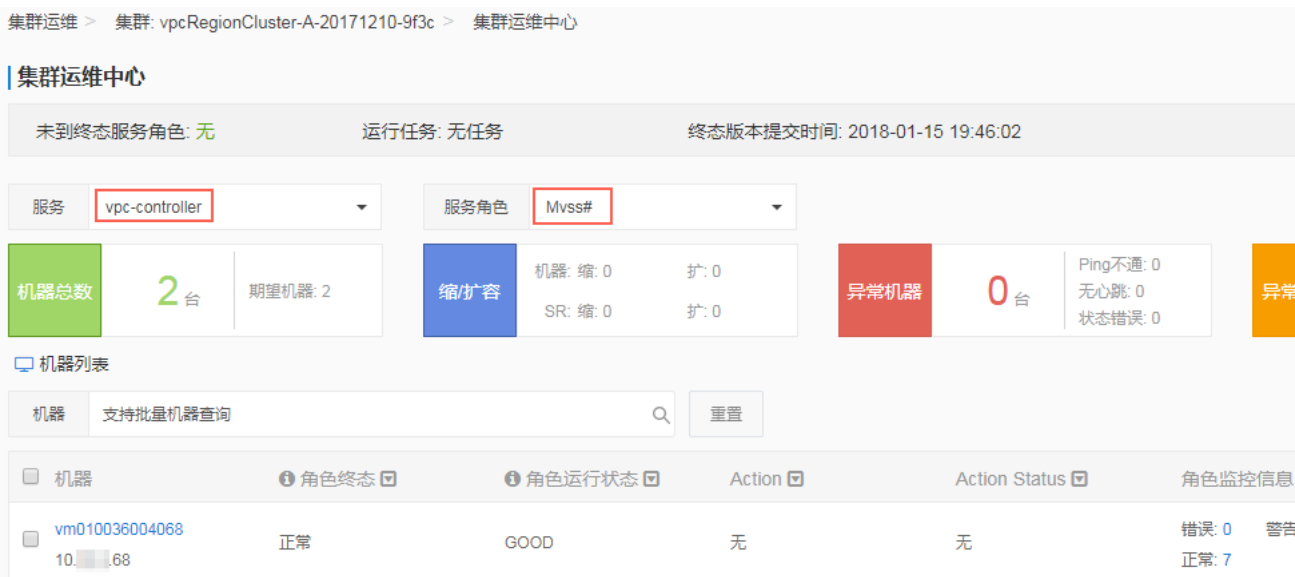 集群运维 > 集群: vpcRegionCluster-A-20171210-9f3c > 集群运维中心
集群运维中心
未到终态服务角色: 无 运行任务: 无任务 终态版本提交时间: 2018-01-15 19:46:02
服务 vpc-controller 服务角色 Mvss#
机器总数 2 台 期望机器: 2 缩/扩容 机器: 缩: 0 扩: 0 SR: 缩: 0 扩: 0 异常机器 0 台 Ping不通: 0 无心跳: 0 状态错误: 0 异常
机器列表
机器 支持批量机器查询 重置
机器 角色终态 角色运行状态 Action Action Status 角色监控信息
vm010036004068 正常 GOOD 无 无 错误: 0 警告
10. .68 正常: 7